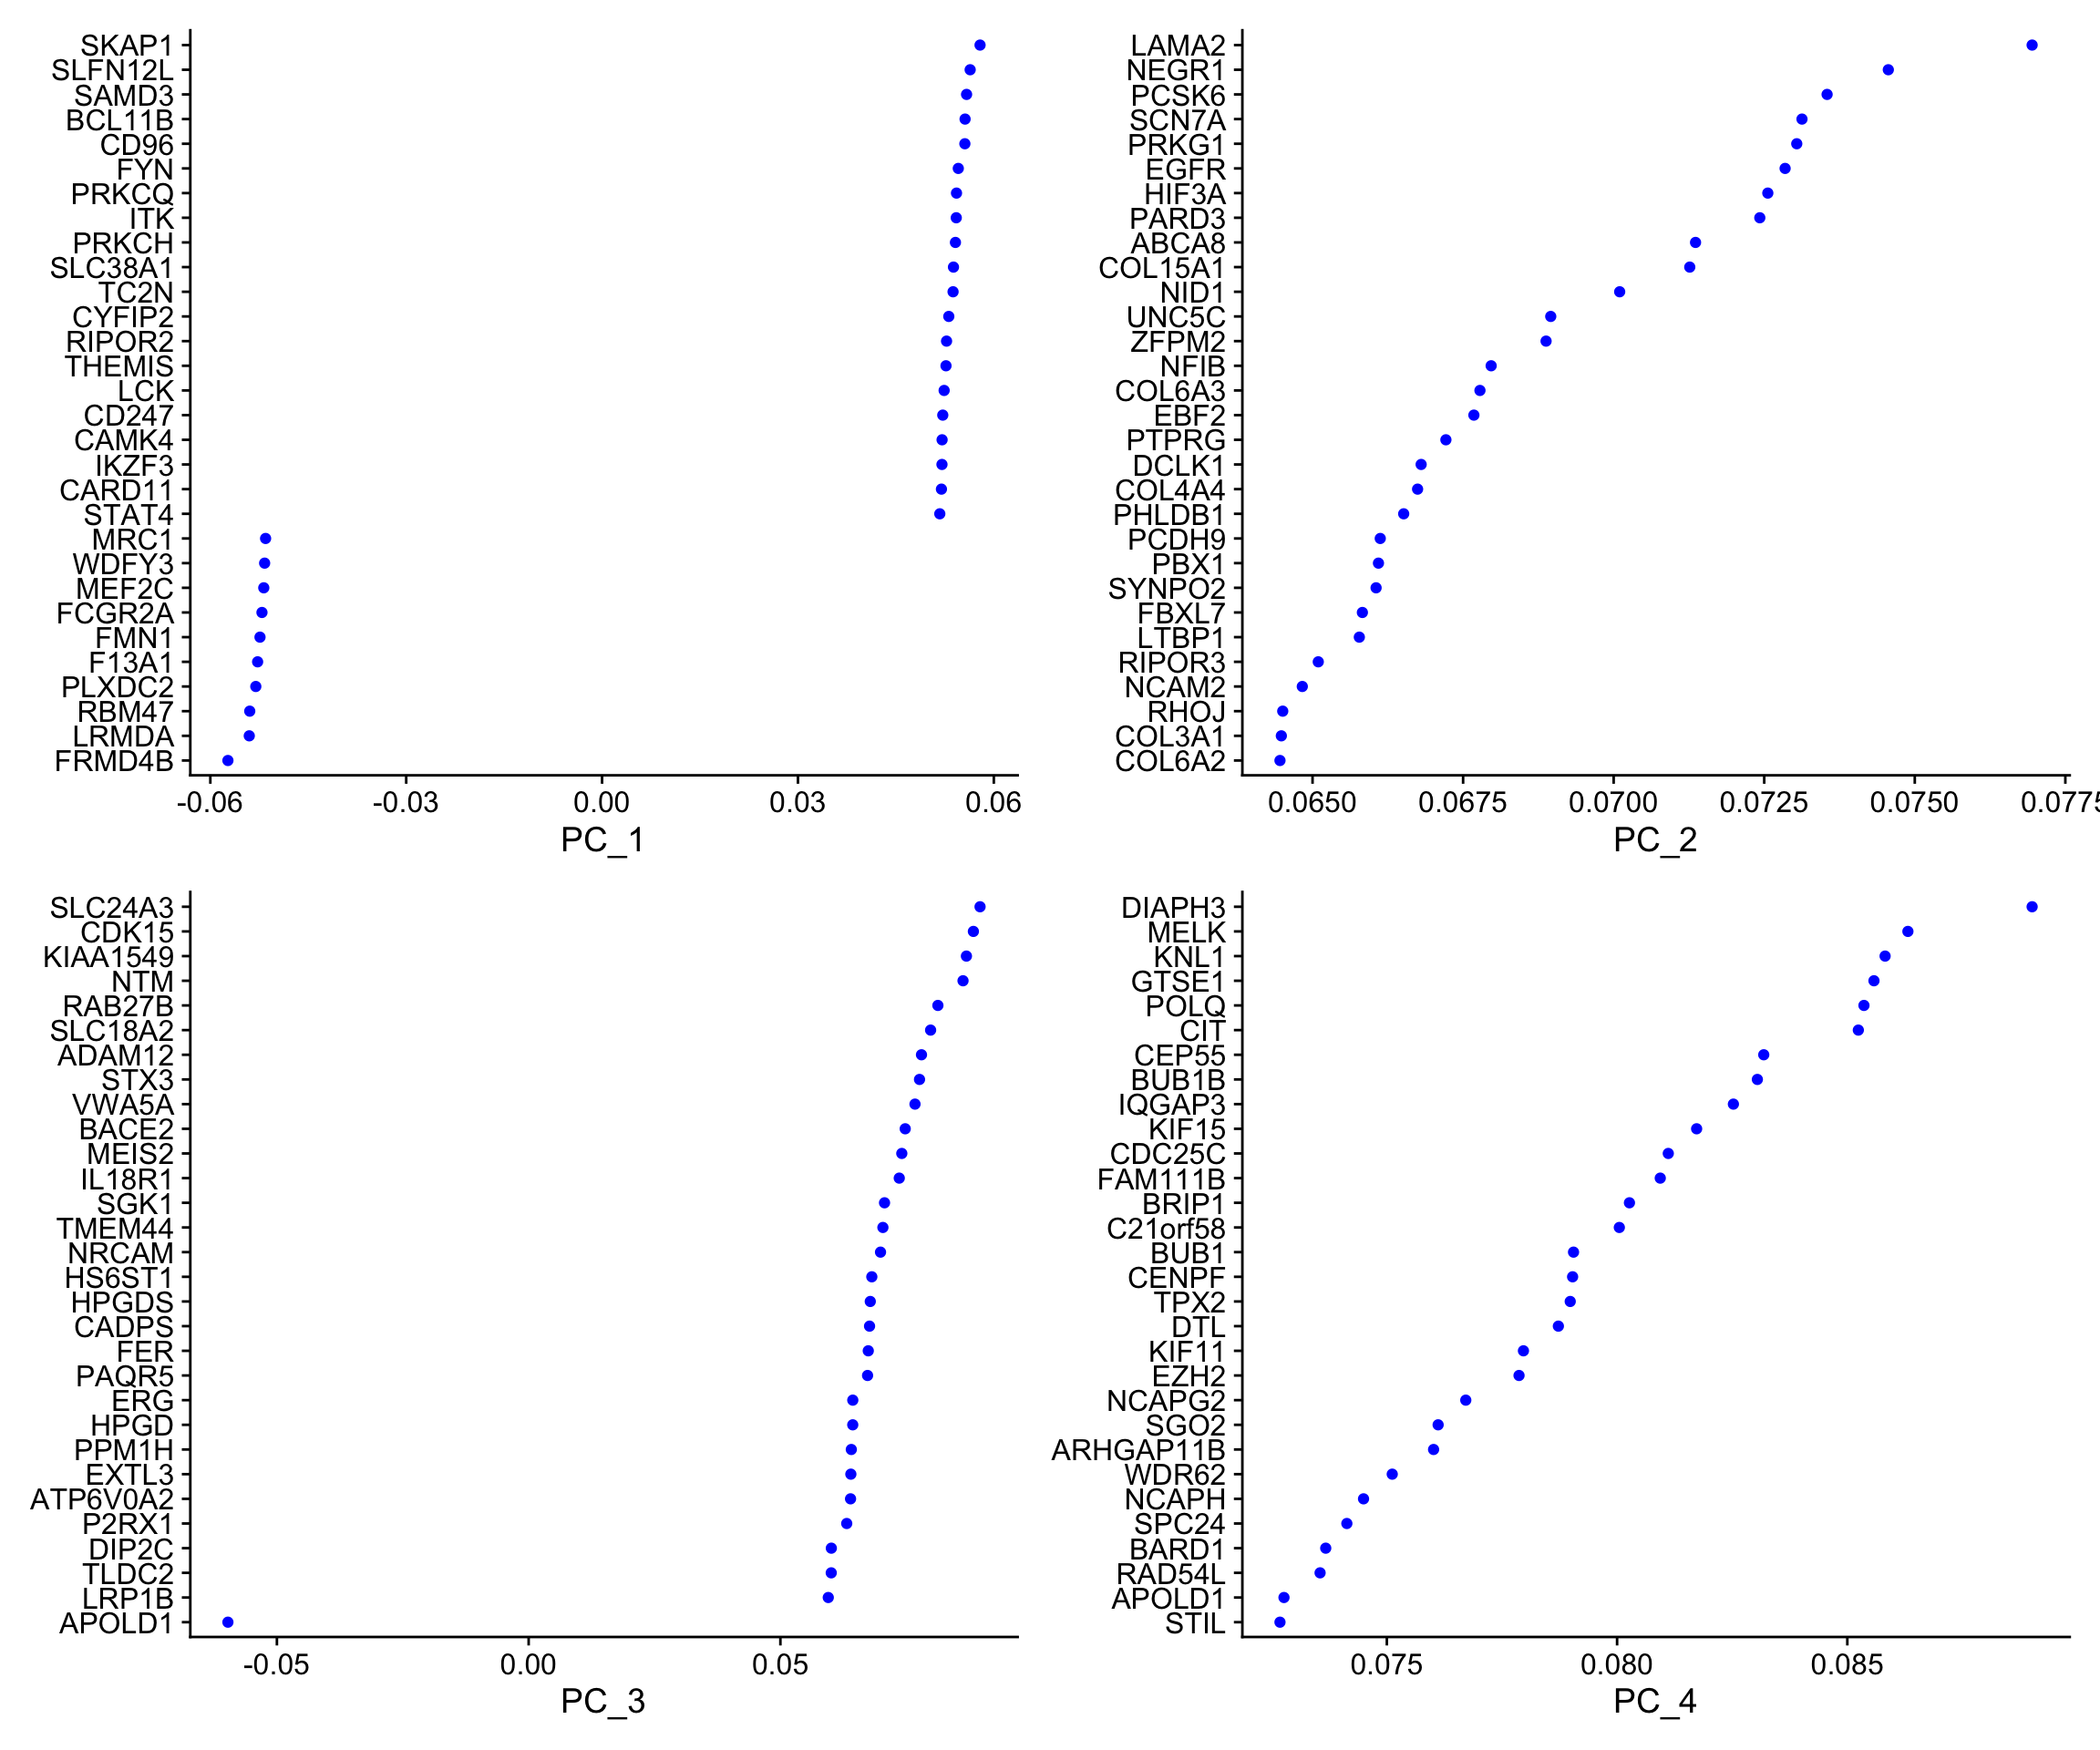 SKAP1
SLFN12L
SAMD3
BCL11B
CD96
FYN
PRKCQ
ITK
PRKCH
SLC38A1
TC2N
CYFIP2
RIPOR2
THEMIS
LCK
CD247
CAMK4
IKZF3
CARD11
STAT4
MRC1
WDFY3
MEF2C
FCGR2A
FMN1
F13A1
PLXDC2
RBM47
LRMDA
FRMD4B
-0.06 -0.03 0.00 0.03 0.06
PC_1
LAMA2
NEGR1
PCSK6
SCN7A
PRKG1
EGFR
HIF3A
PARD3
ABCA8
COL15A1
NID1
UNC5C
ZFPM2
NFIB
COL6A3
EBF2
PTPRG
DCLK1
COL4A4
PHLDB1
PCDH9
PBX1
SYNPO2
FBXL7
LTBP1
RIPOR3
NCAM2
RHOJ
COL3A1
COL6A2
0.0650 0.0675 0.0700 0.0725 0.0750 0.0775
PC_2
SLC24A3
CDK15
KIAA1549
NTM
RAB27B
SLC18A2
ADAM12
STX3
VWA5A
BACE2
MEIS2
IL18R1
SGK1
TMEM44
NRCAM
HS6ST1
HPGDS
CADPS
FER
PAQR5
ERG
HPGD
PPM1H
EXTL3
ATP6V0A2
P2RX1
DIP2C
TLDC2
LRP1B
APOLD1
-0.05 0.00 0.05
PC_3
DIAPH3
MELK
KNL1
GTSE1
POLQ
CIT
CEP55
BUB1B
IQGAP3
KIF15
CDC25C
FAM111B
BRIP1
C21orf58
BUB1
CENPF
TPX2
DTL
KIF11
EZH2
NCAPG2
SGO2
ARHGAP11B
WDR62
NCAPH
SPC24
BARD1
RAD54L
APOLD1
STIL
0.075 0.080 0.085
PC_4